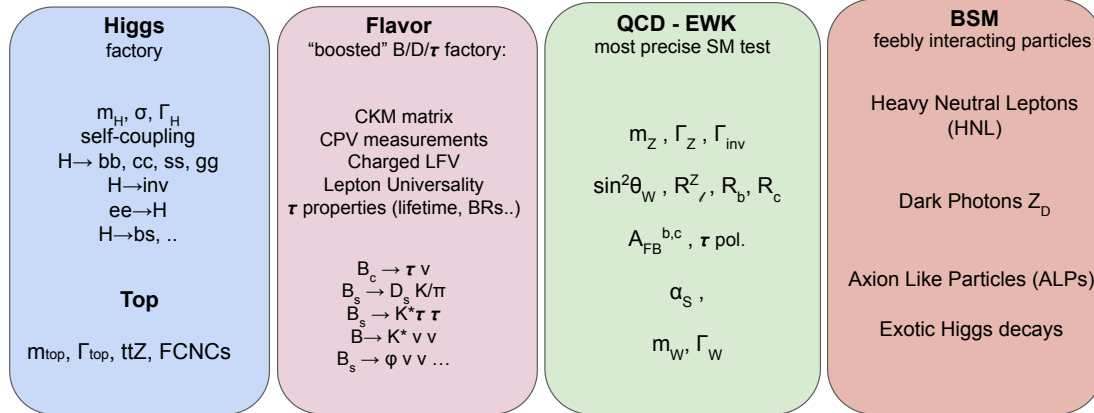 Higgs
factory
m_H, σ, Γ_H
self-coupling
H→ bb, cc, ss, gg
H→inv
ee→H
H→bs, ..
Top
mtop, Γtop, ttZ, FCNCs
Flavor
“boosted” B/D/τ factory:
CKM matrix
CPV measurements
Charged LFV
Lepton Universality
τ properties (lifetime, BRs..)
B_c → τ ν
B_s → D_s K/π
B_s → K*τ τ
B→ K* ν ν
B_s → φ ν ν …
QCD - EWK
most precise SM test
m_Z , Γ_Z , Γ_inv
sin²θ_W , R^Z_ℓ, R_b, R_c
A_FB^b,c , τ pol.
α_S ,
m_W, Γ_W
BSM
feebly interacting particles
Heavy Neutral Leptons
(HNL)
Dark Photons Z_D
Axion Like Particles (ALPs)
Exotic Higgs decays